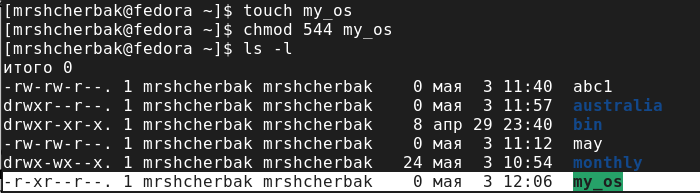 [mrshcherbak@fedora ~]$ touch my_os
[mrshcherbak@fedora ~]$ chmod 544 my_os
[mrshcherbak@fedora ~]$ ls -l
итого 0
-rw-rw-r--. 1 mrshcherbak mrshcherbak 0 мая 3 11:40 abc1
drwxr--r--. 1 mrshcherbak mrshcherbak 0 мая 3 11:57 australia
drwxr-xr-x. 1 mrshcherbak mrshcherbak 8 апр 29 23:40 bin
-rw-rw-r--. 1 mrshcherbak mrshcherbak 0 мая 3 11:12 may
drwx-wx--x. 1 mrshcherbak mrshcherbak 24 мая 3 10:54 monthly
-r-xr--r--. 1 mrshcherbak mrshcherbak 0 мая 3 12:06 my_os